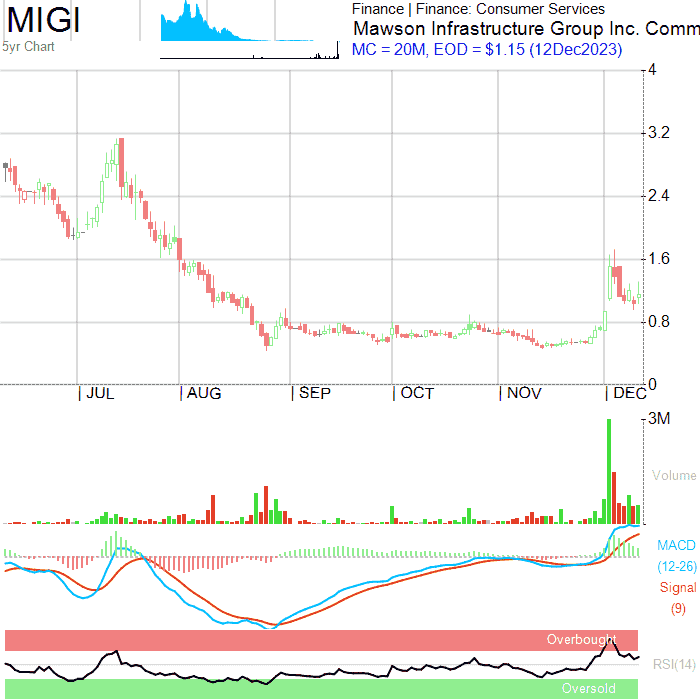 MIGI
5yr Chart
Finance | Finance: Consumer Services
Mawson Infrastructure Group Inc. Comm
MC = 20M, EOD = $1.15 (12Dec2023)
4
3.2
2.4
1.6
0.8
0
JUL AUG SEP OCT NOV DEC
3M
Volume
MACD
(12-26)
Signal
(9)
Overbought
RSI(14)
Oversold